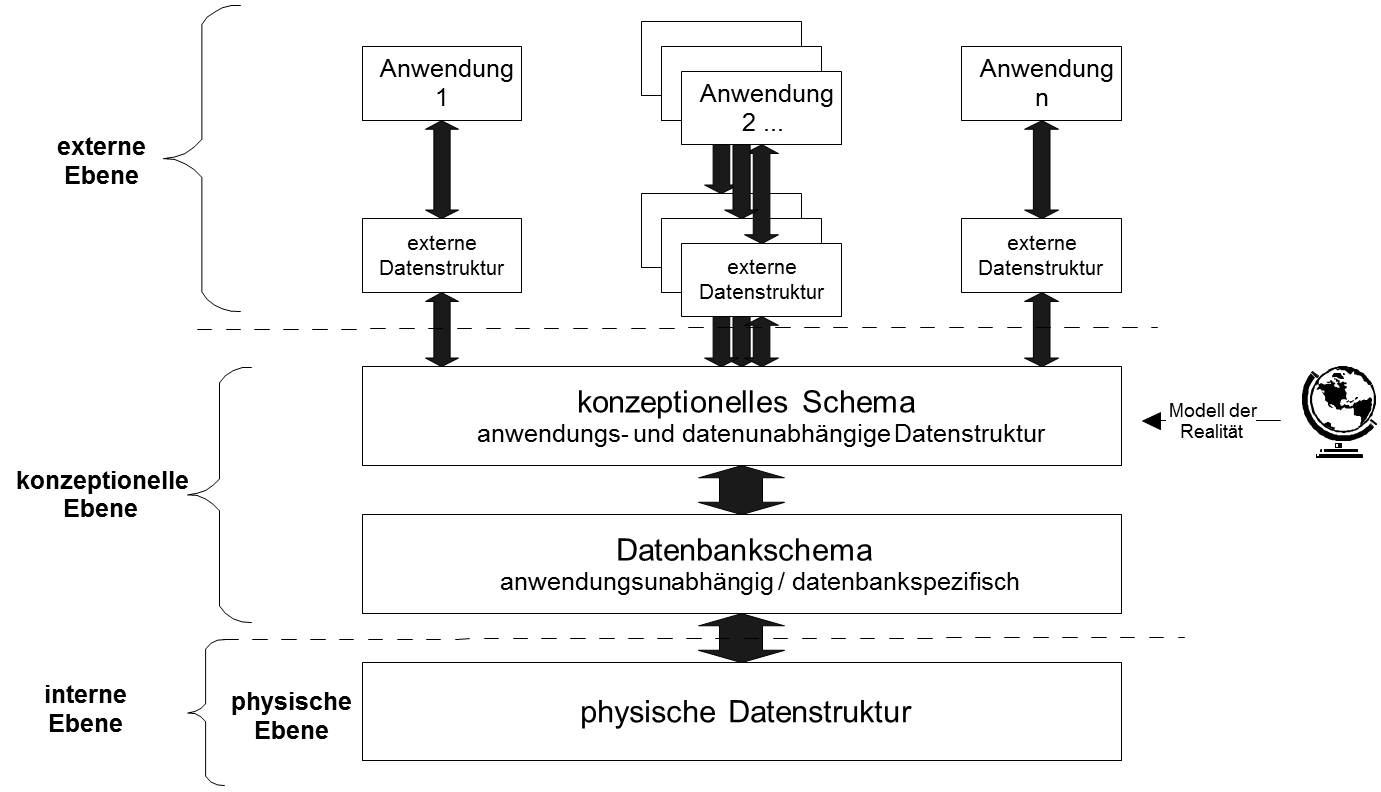 Anwendung
1
Anwendung
2 ...
Anwendung
n
externe
Ebene
externe
Datenstruktur
externe
Datenstruktur
externe
Datenstruktur
konzeptionelles Schema
anwendungs- und datenunabhängige Datenstruktur
Modell der
Realität
konzeptionelle
Ebene
Datenbankschema
anwendungsunabhängig / datenbankspezifisch
interne
Ebene
physische
Ebene
physische Datenstruktur